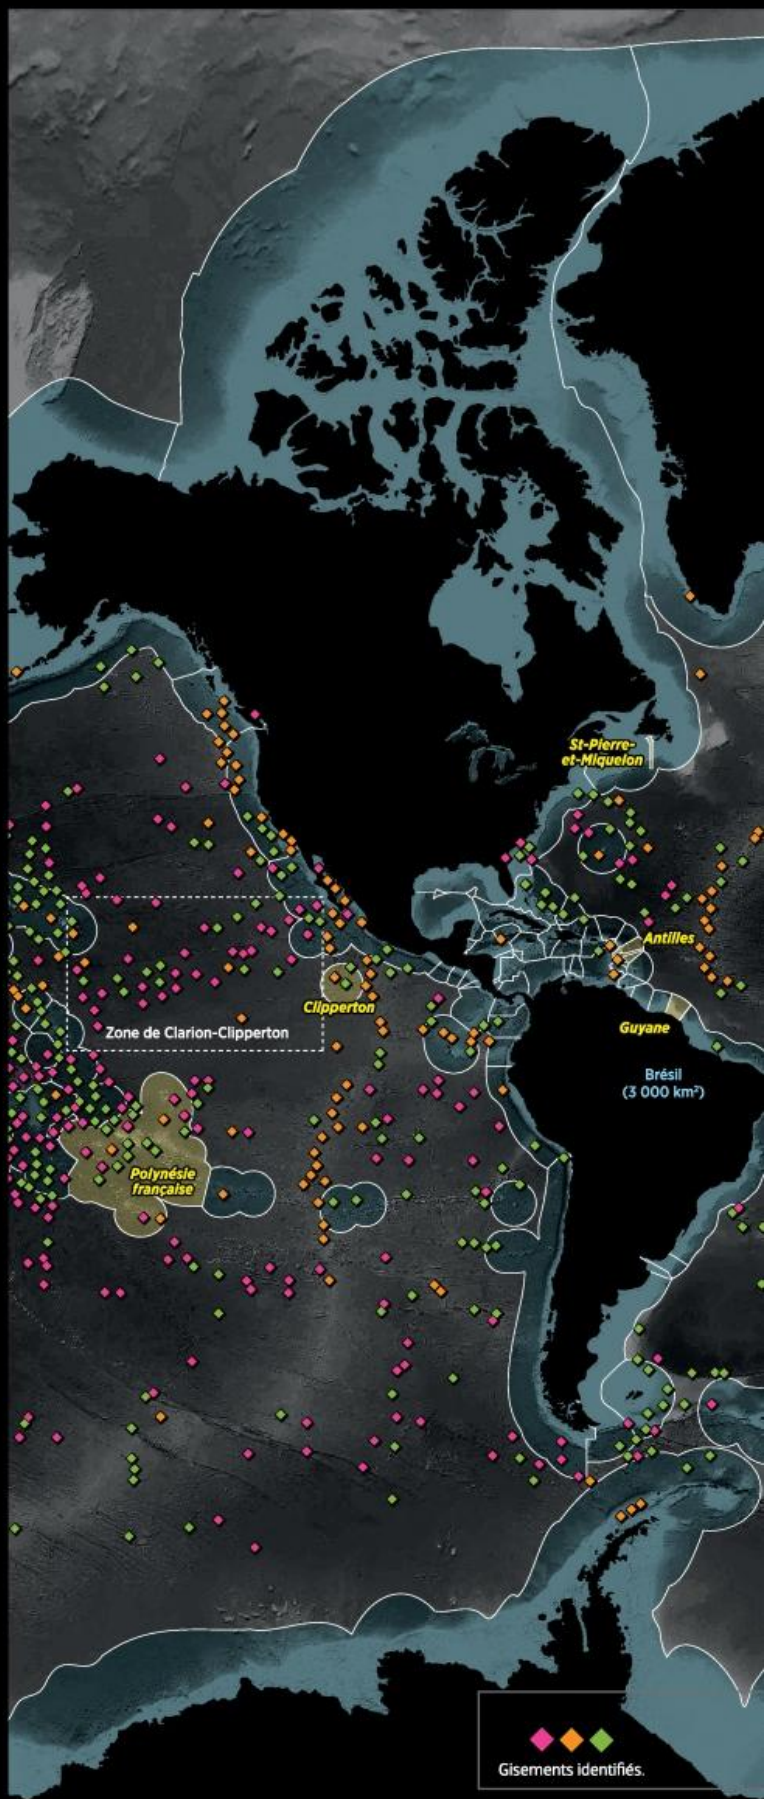 St-Pierre-
et-Miquelon
Antilles
Clipperton
Zone de Clarion-Clipperton
Guyane
Brésil
(3 000 km²)
Polynésie
française
Gisements identifiés.